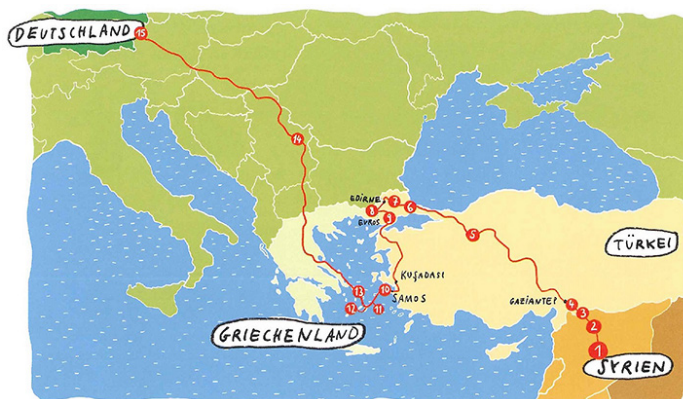 DEUTSCHLAND
15
14
EDIRNE
7
6
8
9
EVROS
5
TÜRKEI
KUŞADASI
GAZIANTEP
4
3
13
10
SAMOS
12
11
2
GRIECHENLAND
1
SYRIEN